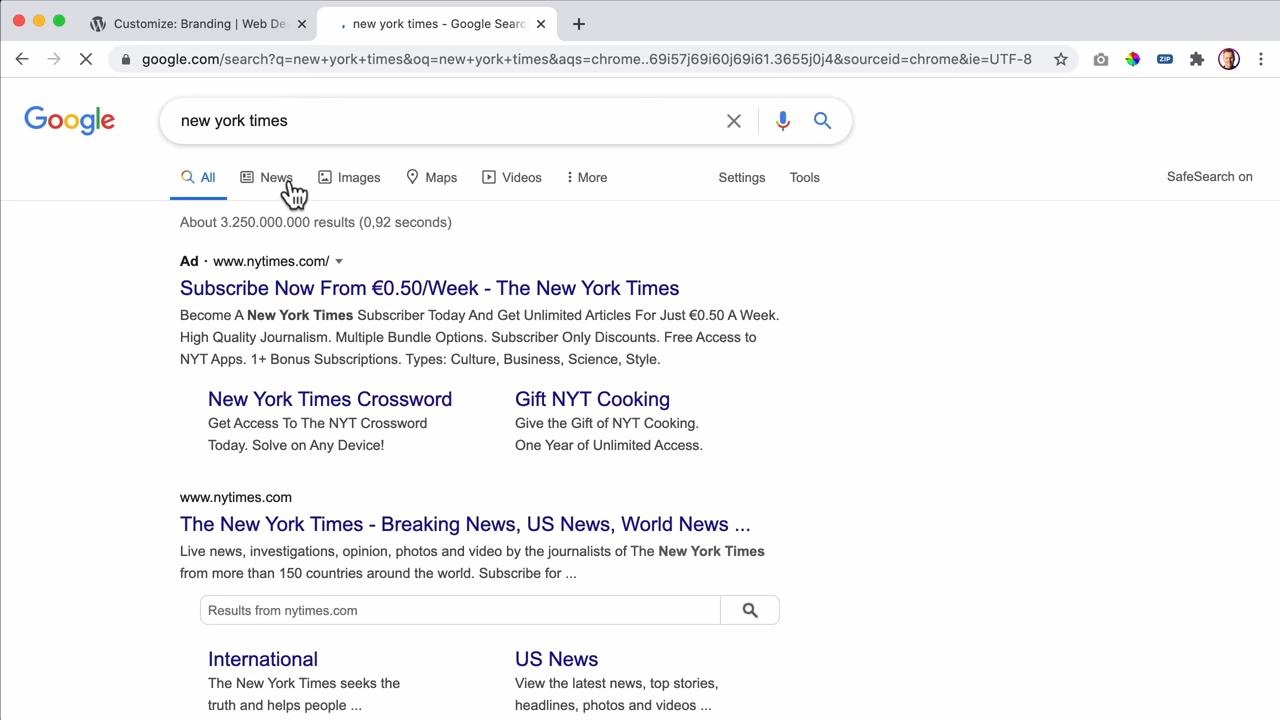 Customize: Branding | Web De
new york times - Google Searc
google.com/search?q=new+york+times&oq=new+york+times&aqs=chrome..69i57j69i60j69i61.3655j0j4&sourceid=chrome&ie=UTF-8
ZIP
Google
new york times
All
News
Images
Maps
Videos
More
Settings
Tools
SafeSearch on
About 3.250.000.000 results (0,92 seconds)
Ad · www.nytimes.com/
Subscribe Now From €0.50/Week - The New York Times
Become A New York Times Subscriber Today And Get Unlimited Articles For Just €0.50 A Week.
High Quality Journalism. Multiple Bundle Options. Subscriber Only Discounts. Free Access to
NYT Apps. 1+ Bonus Subscriptions. Types: Culture, Business, Science, Style.
New York Times Crossword
Get Access To The NYT Crossword
Today. Solve on Any Device!
Gift NYT Cooking
Give the Gift of NYT Cooking.
One Year of Unlimited Access.
www.nytimes.com
The New York Times - Breaking News, US News, World News ...
Live news, investigations, opinion, photos and video by the journalists of The New York Times
from more than 150 countries around the world. Subscribe for ...
Results from nytimes.com
International
The New York Times seeks the
truth and helps people ...
US News
View the latest news, top stories,
headlines, photos and videos ...